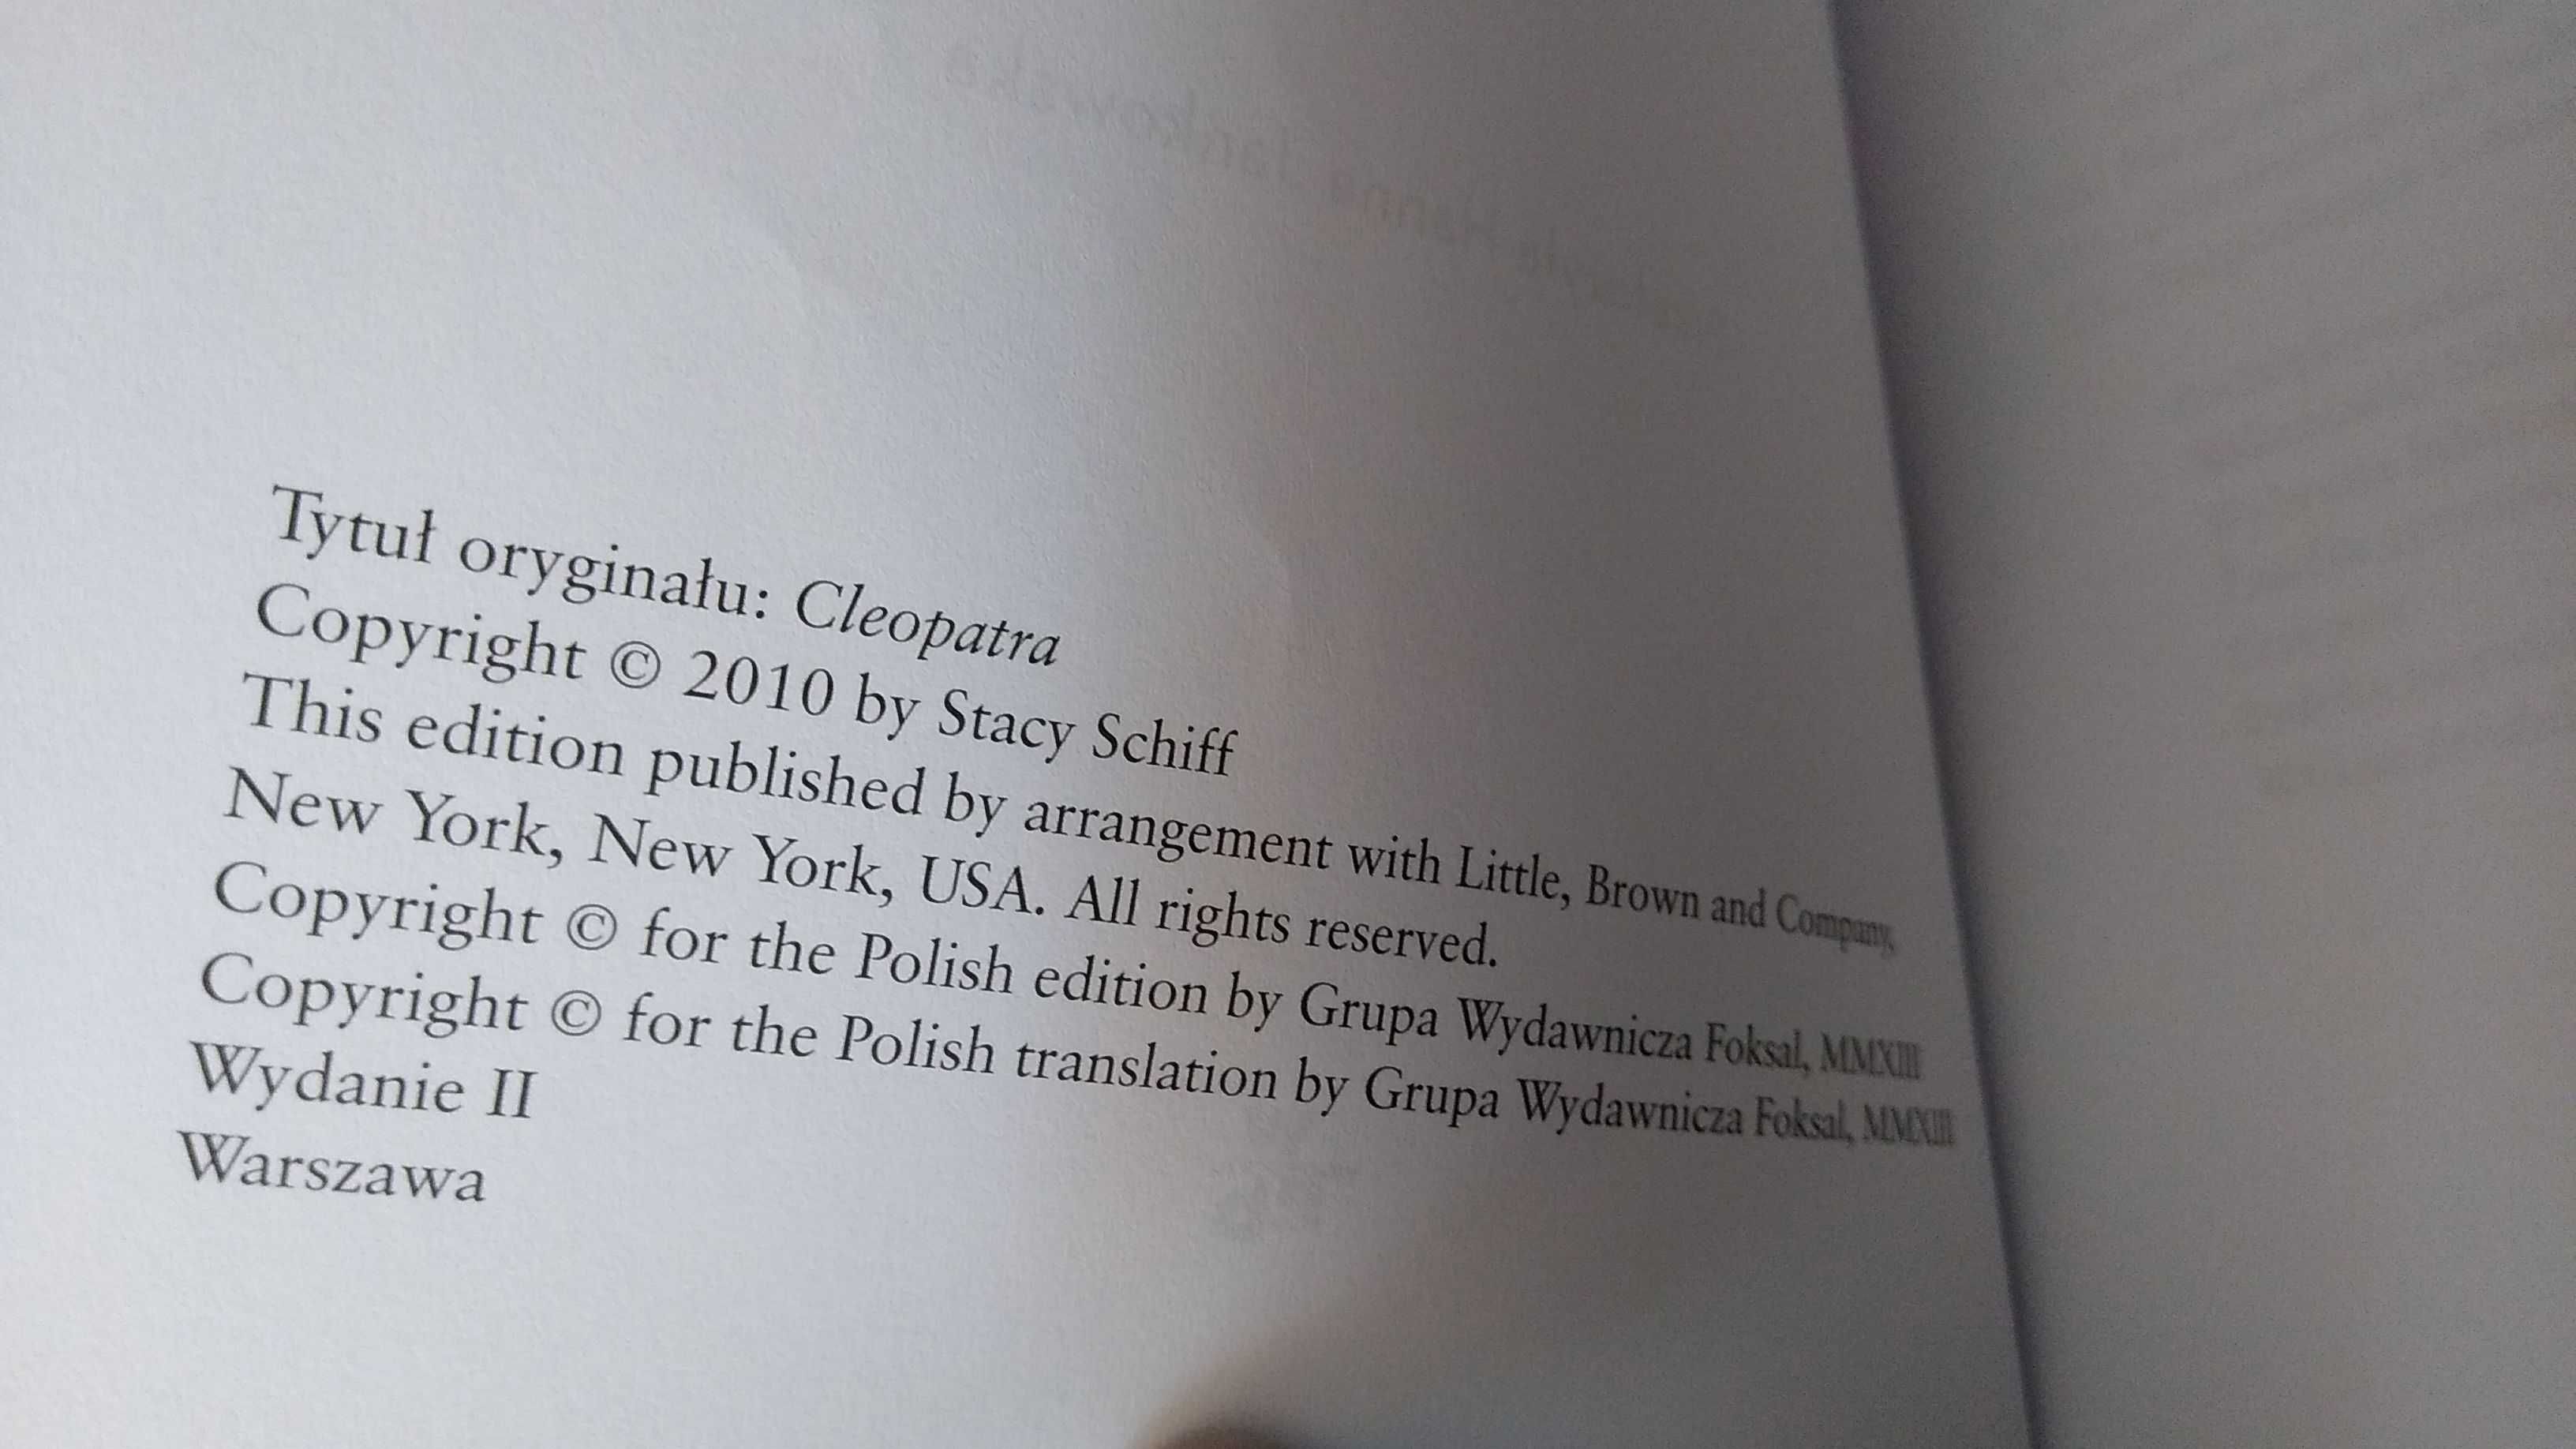 Tytuł oryginału: Cleopatra
Copyright © 2010 by Stacy Schiff
This edition published by arrangement with Little, Brown and Company,
New York, New York, USA. All rights reserved.
Copyright © for the Polish edition by Grupa Wydawnicza Foksal, MMXIII
Copyright © for the Polish translation by Grupa Wydawnicza Foksal, MMXIII
Wydanie II
Warszawa